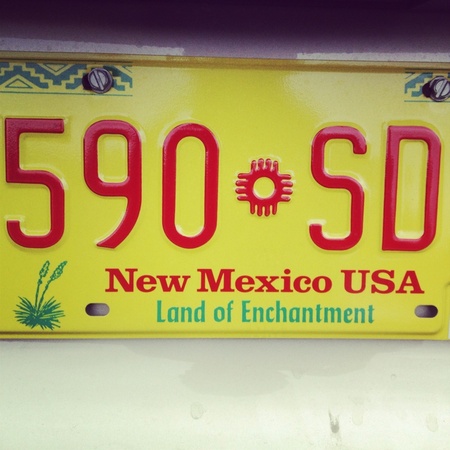 590 SD
New Mexico USA
Land of Enchantment